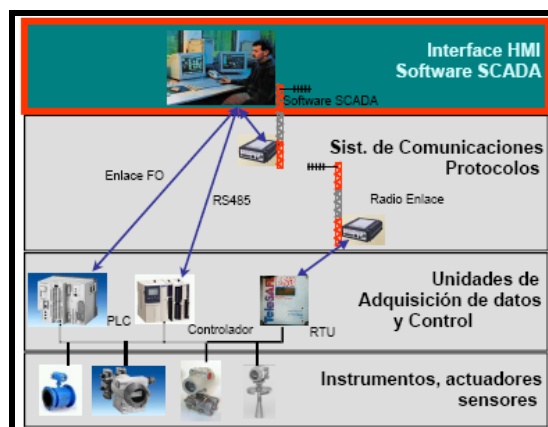 Interface HMI
Software SCADA
Software SCADA
Sist. de Comunicaciones
Protocolos
Enlace FO
RS485
Radio Enlace
Unidades de
Adquisición de datos
y Control
PLC
Controlador
RTU
TeleSAFE
Instrumentos, actuadores
sensores